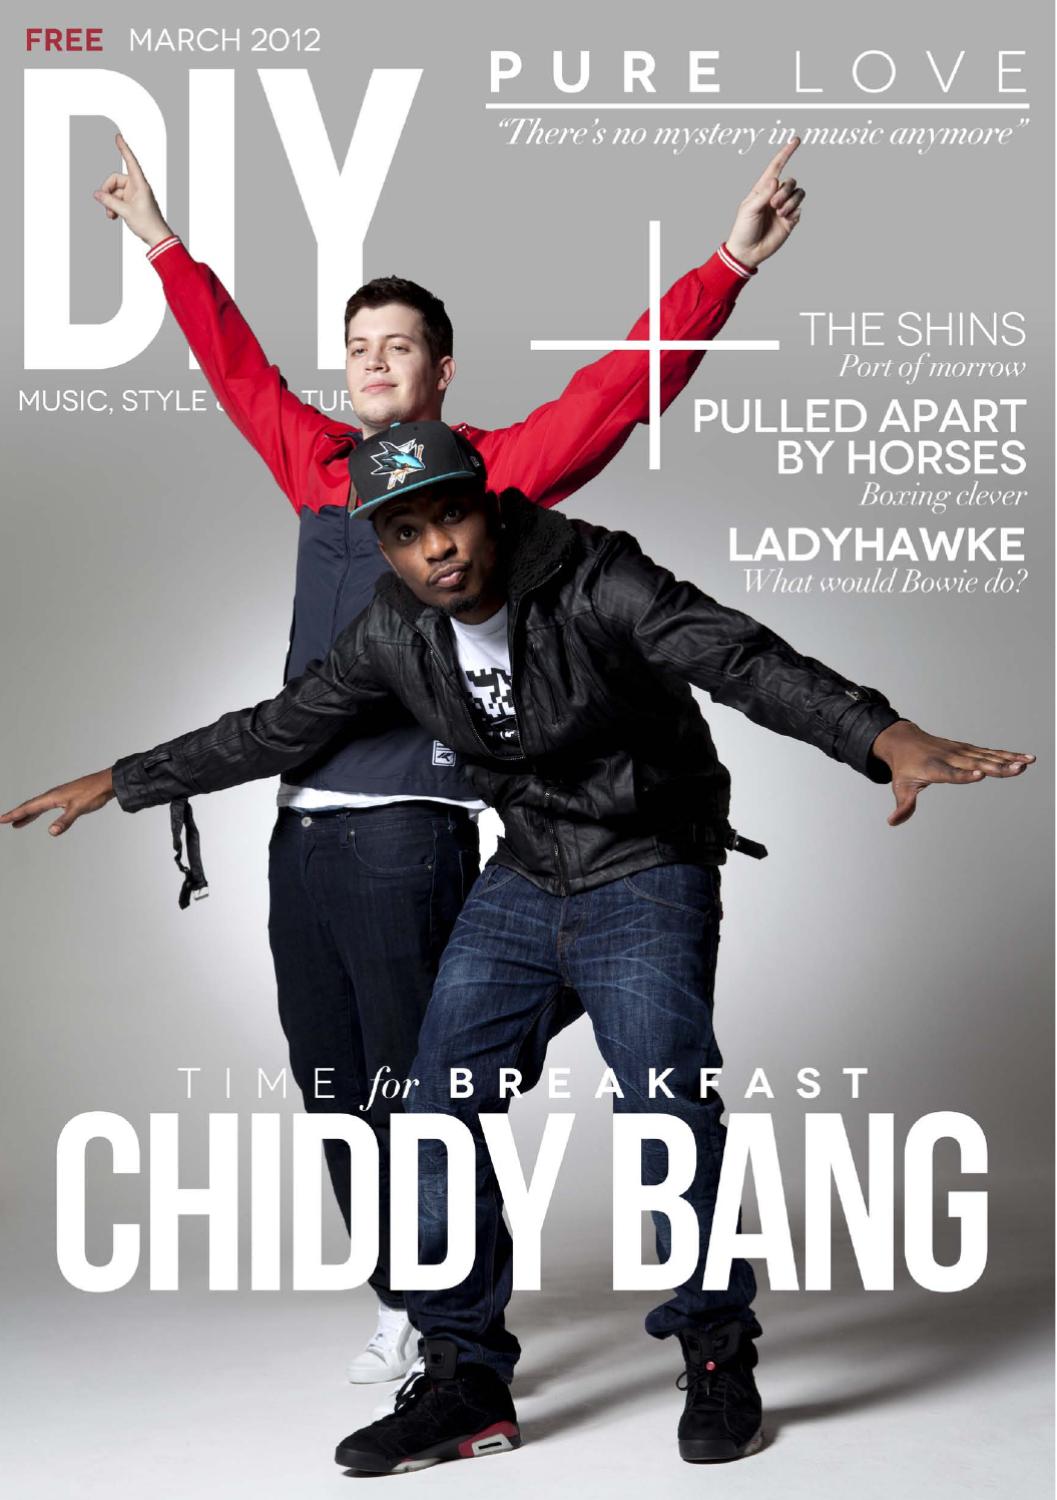 FREE MARCH 2012
DIY
MUSIC, STYLE
PURE LOVE
“There’s no mystery in music anymore”
THE SHINS
Port of morrow
PULLED APART
BY HORSES
Boxing clever
LADYHAWKE
What would Bowie do?
TIME for BREAKFAST
CHIDDY BANG